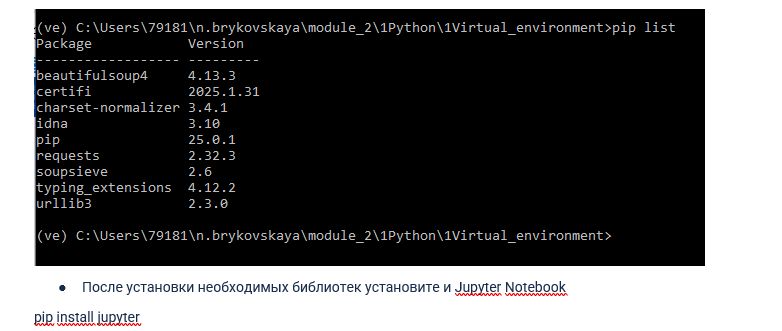 (ve) C:\Users\79181\n.brykovskaya\module_2\1Python\1Virtual_environment>pip list
Package            Version
------------------ ---------
beautifulsoup4     4.13.3
certifi            2025.1.31
charset-normalizer 3.4.1
idna               3.10
pip                25.0.1
requests           2.32.3
soupsieve          2.6
typing_extensions  4.12.2
urllib3            2.3.0
(ve) C:\Users\79181\n.brykovskaya\module_2\1Python\1Virtual_environment>
● После установки необходимых библиотек установите и Jupyter Notebook
pip install jupyter